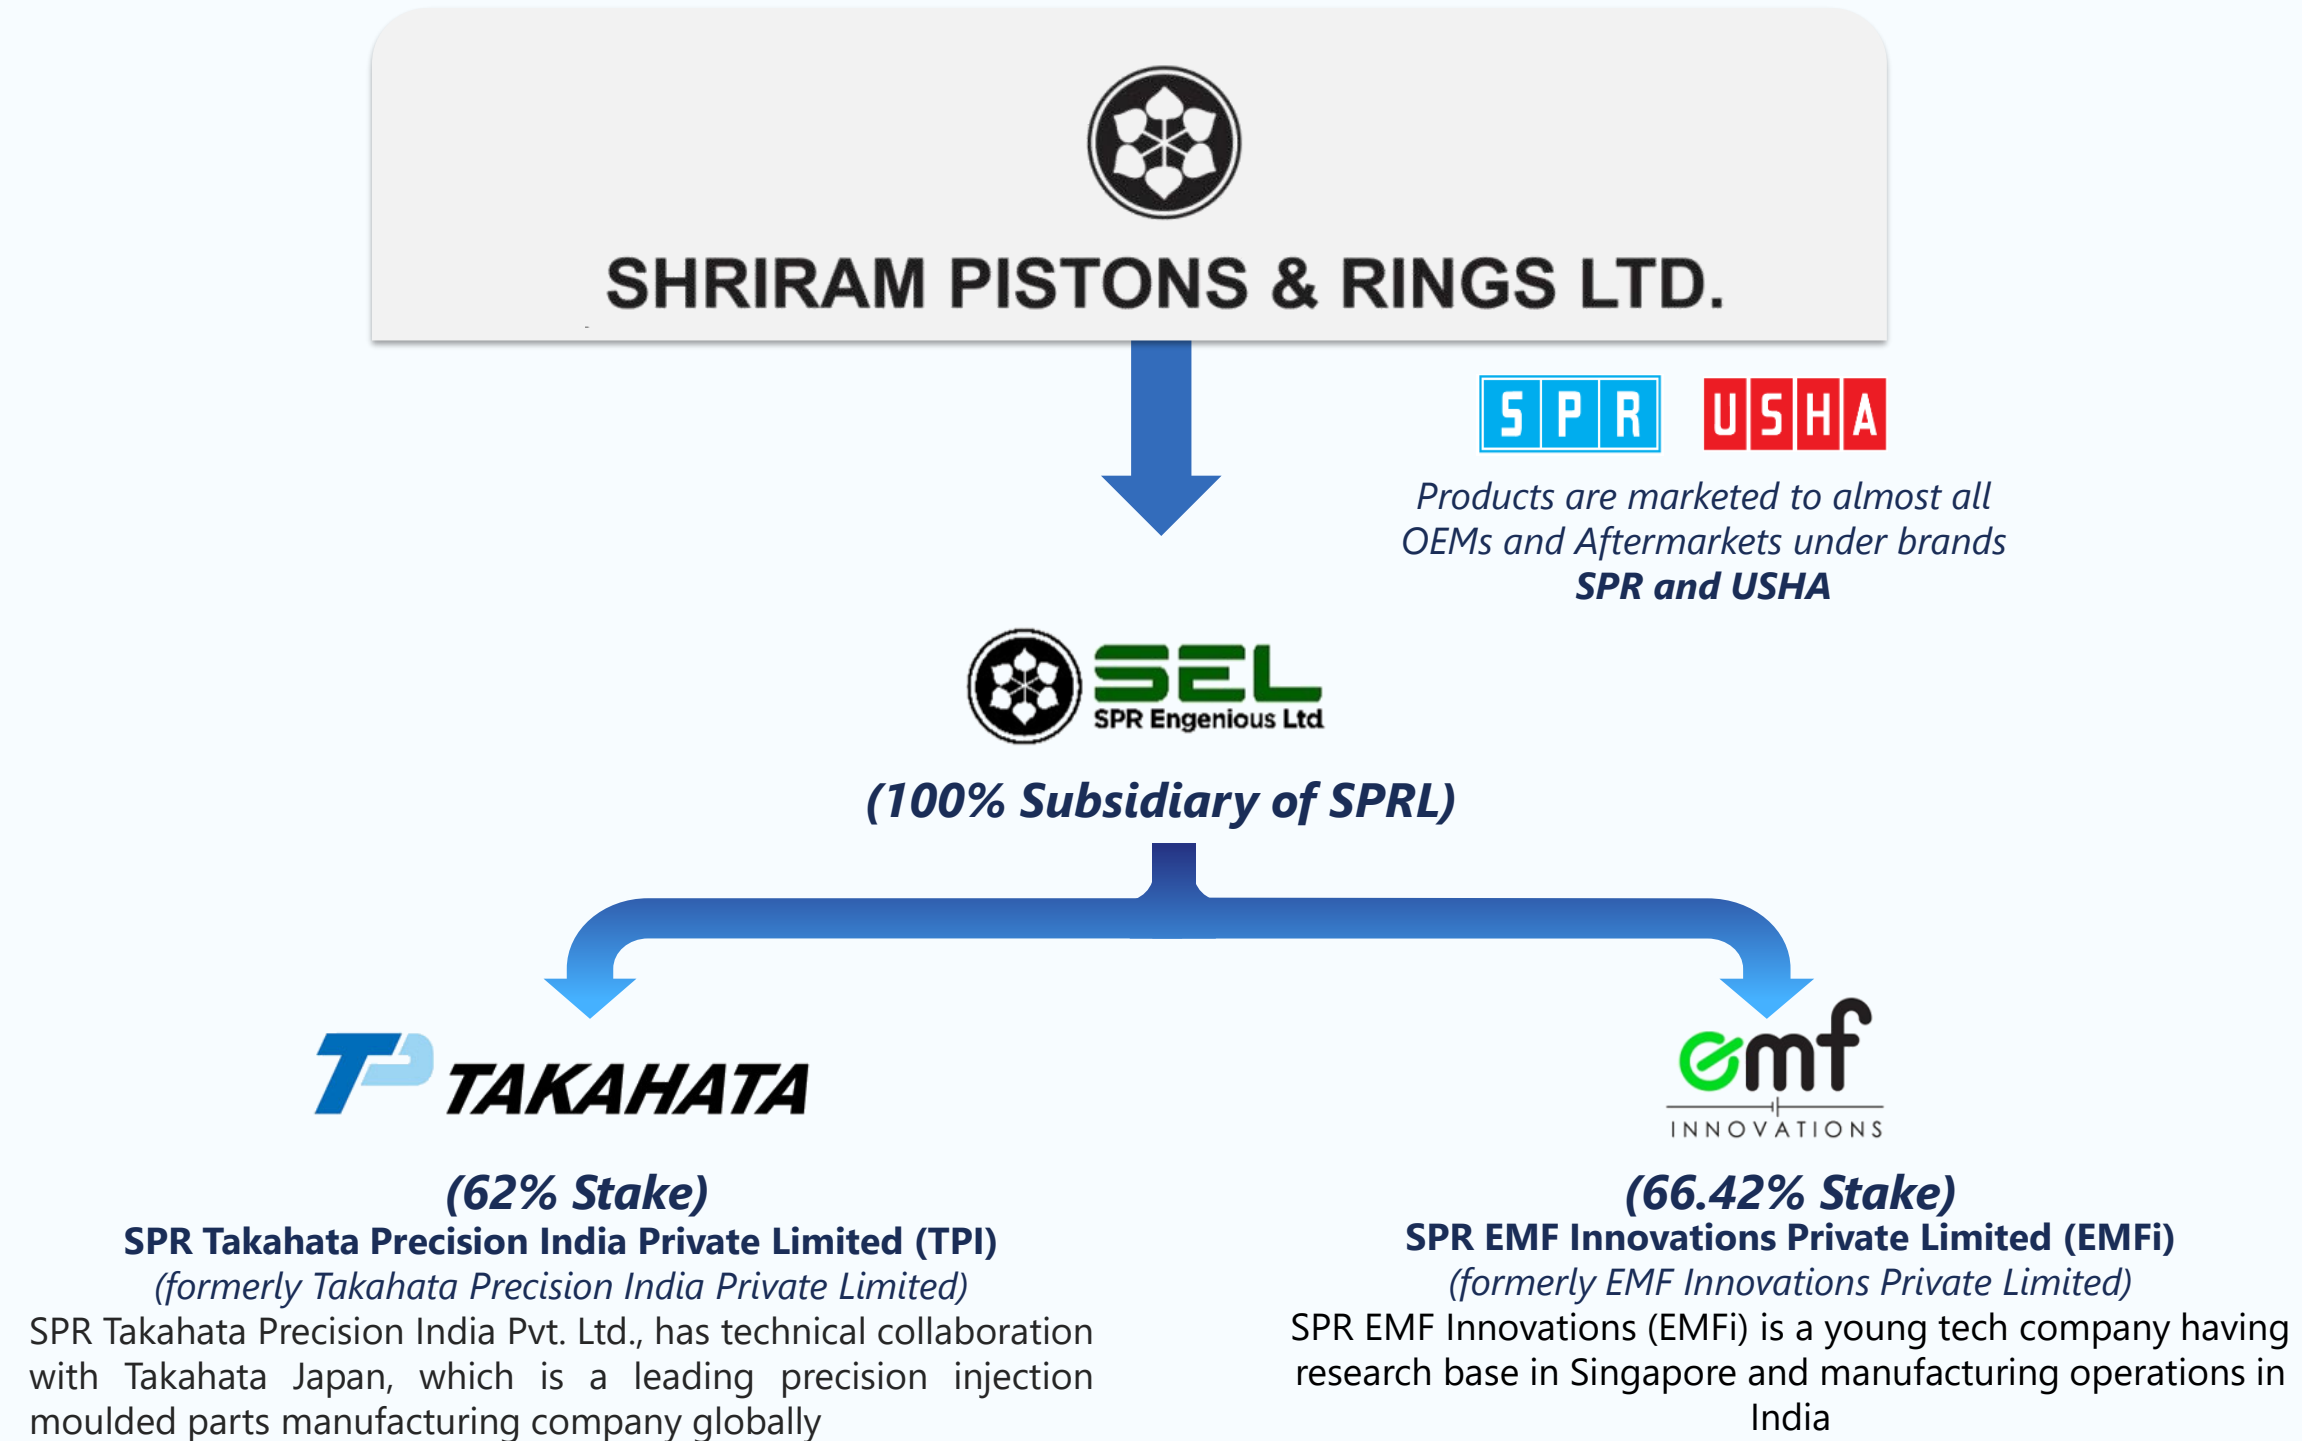 SHRIRAM PISTONS & RINGS LTD.
SPR USHA
Products are marketed to almost all
OEMs and Aftermarkets under brands
SPR and USHA
SEL
SPR Engenious Ltd
(100% Subsidiary of SPRL)
TP TAKAHATA
(62% Stake)
SPR Takahata Precision India Private Limited (TPI)
(formerly Takahata Precision India Private Limited)
SPR Takahata Precision India Pvt. Ltd., has technical collaboration
with Takahata Japan, which is a leading precision injection
moulded parts manufacturing company globally
emf
INNOVATIONS
(66.42% Stake)
SPR EMF Innovations Private Limited (EMFi)
(formerly EMF Innovations Private Limited)
SPR EMF Innovations (EMFi) is a young tech company having
research base in Singapore and manufacturing operations in
India